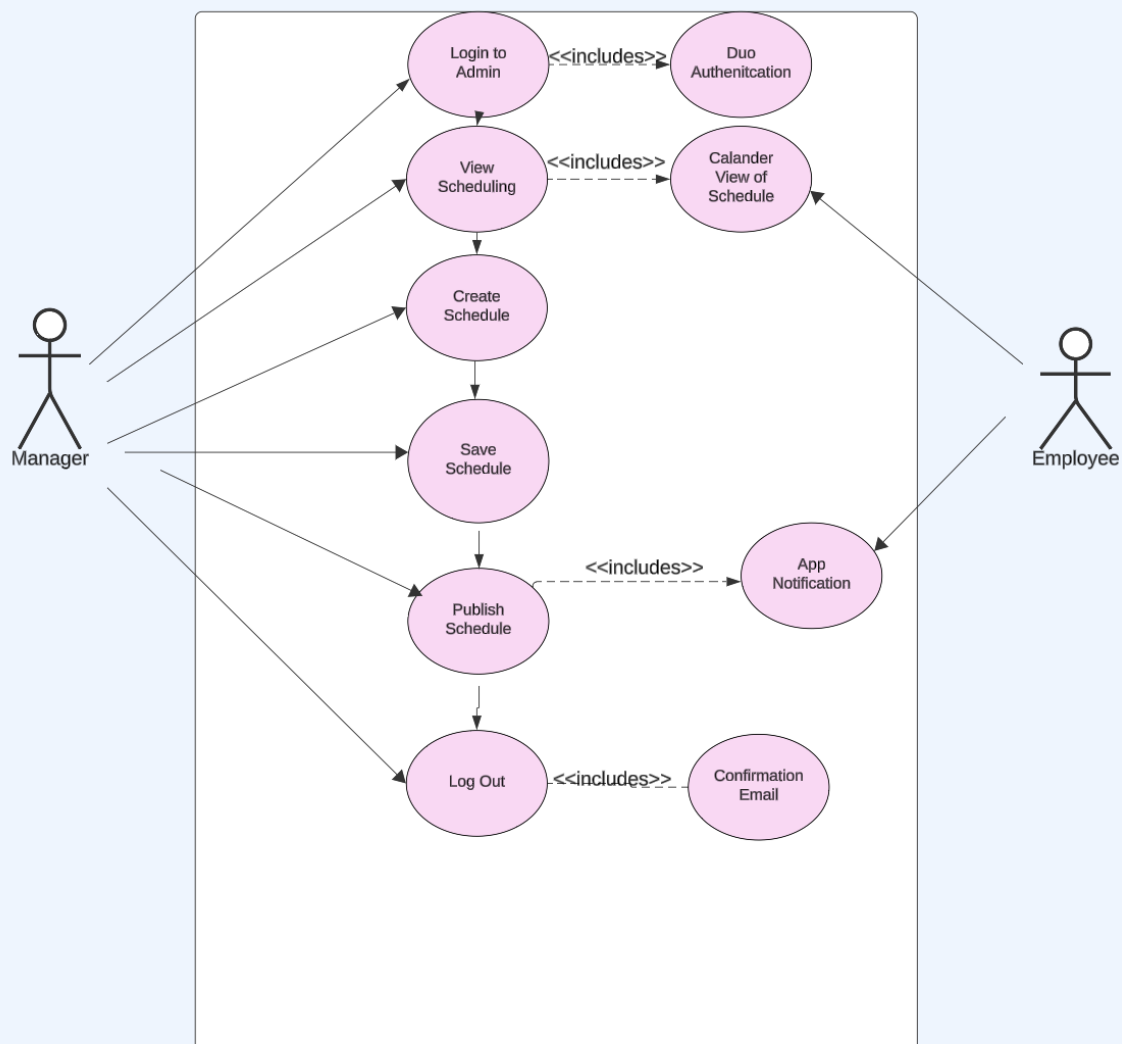 Login to
Admin
<<includes>>
Duo
Authenitcation
View
Scheduling
<<includes>>
Calander
View of
Schedule
Create
Schedule
Manager
Save
Schedule
Employee
Publish
Schedule
<<includes>>
App
Notification
Log Out
<<includes>>
Confirmation
Email